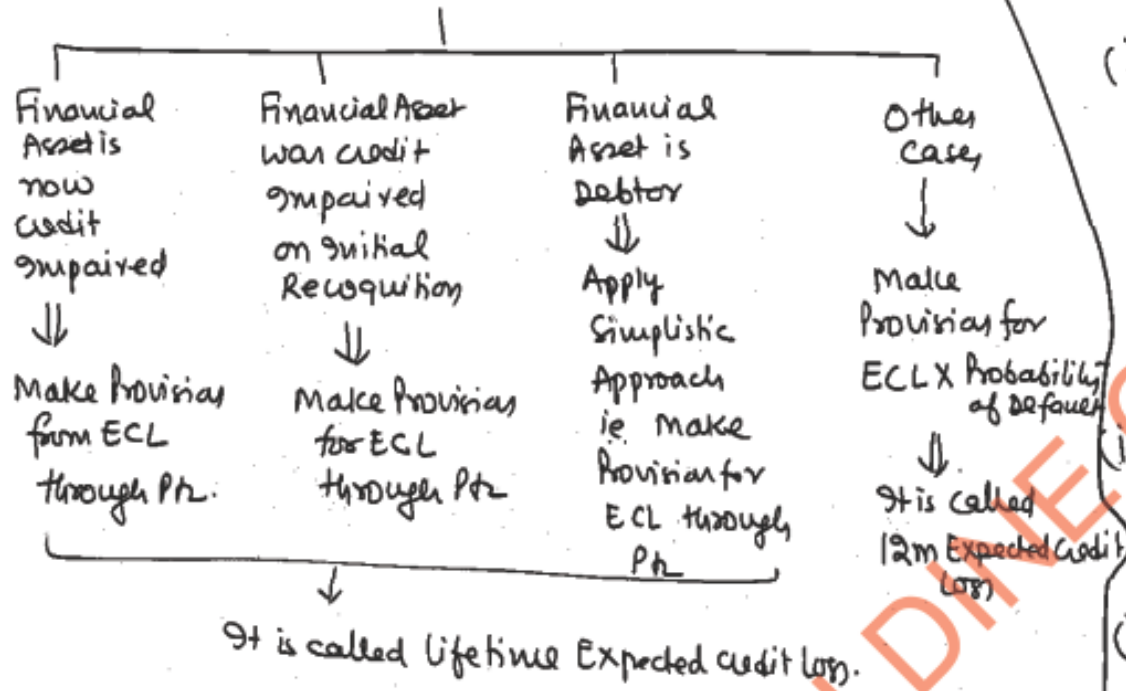 Financial
Asset is
now
credit
Impaired
Make Provision
from ECL
through P/L.
Financial Asset
was credit
Impaired
on Initial
Recognition
Make Provision
for ECL
through P/L
Financial
Asset is
Debtor
Apply
Simplistic
Approach
ie Make
Provision for
ECL through
P/L
Other
Cases
Make
Provision for
ECL X Probability
of Default
It is called
12m Expected Credit
Loss
It is called Lifetime Expected credit Loss.
DINE